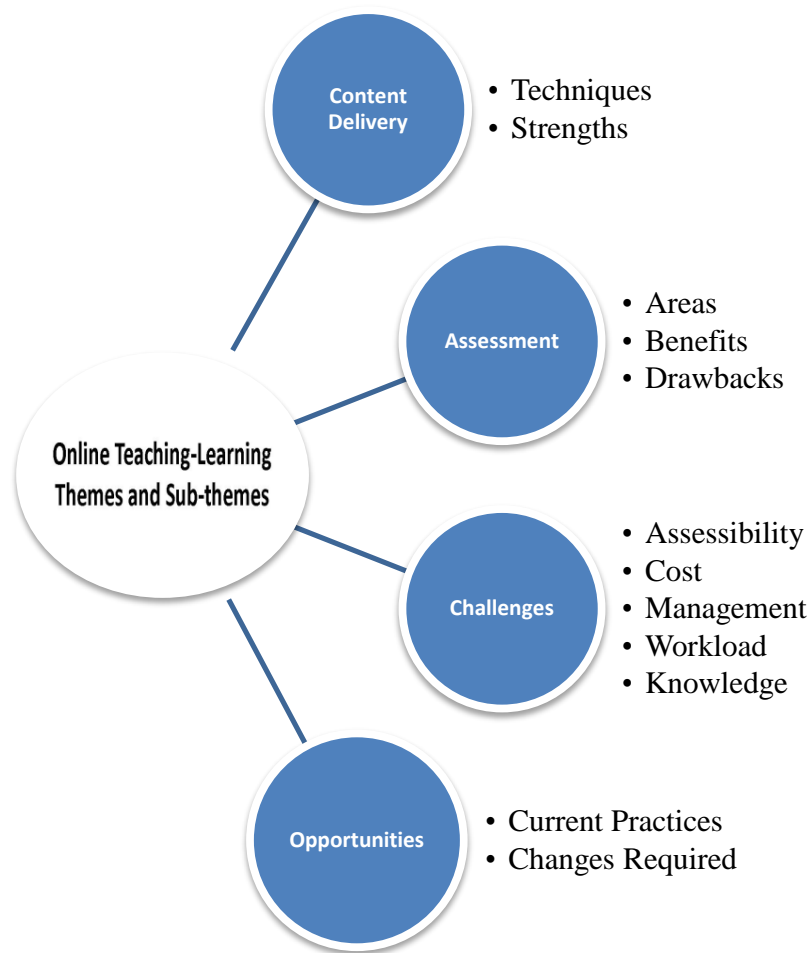 Content
Delivery
• Techniques
• Strengths
Assessment
• Areas
• Benefits
• Drawbacks
Online Teaching-Learning
Themes and Sub-themes
Challenges
• Assessibility
• Cost
• Management
• Workload
• Knowledge
Opportunities
• Current Practices
• Changes Required